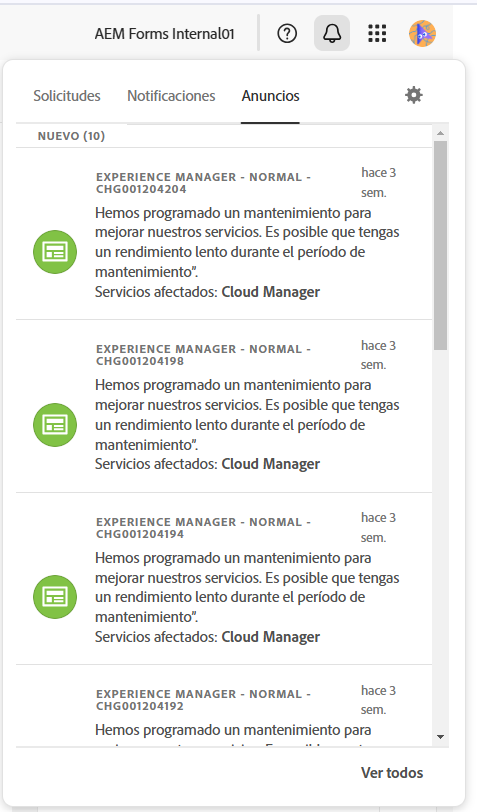 AEM Forms Internal01
Solicitudes Notificaciones Anuncios
NUEVO (10)
EXPERIENCE MANAGER - NORMAL -
CHG001204204
hace 3
sem.
Hemos programado un mantenimiento para
mejorar nuestros servicios. Es posible que tengas
un rendimiento lento durante el período de
mantenimiento”.
Servicios afectados: Cloud Manager
EXPERIENCE MANAGER - NORMAL -
CHG001204198
hace 3
sem.
Hemos programado un mantenimiento para
mejorar nuestros servicios. Es posible que tengas
un rendimiento lento durante el período de
mantenimiento”.
Servicios afectados: Cloud Manager
EXPERIENCE MANAGER - NORMAL -
CHG001204194
hace 3
sem.
Hemos programado un mantenimiento para
mejorar nuestros servicios. Es posible que tengas
un rendimiento lento durante el período de
mantenimiento”.
Servicios afectados: Cloud Manager
EXPERIENCE MANAGER - NORMAL -
CHG001204192
hace 3
sem.
Hemos programado un mantenimiento para
Ver todos